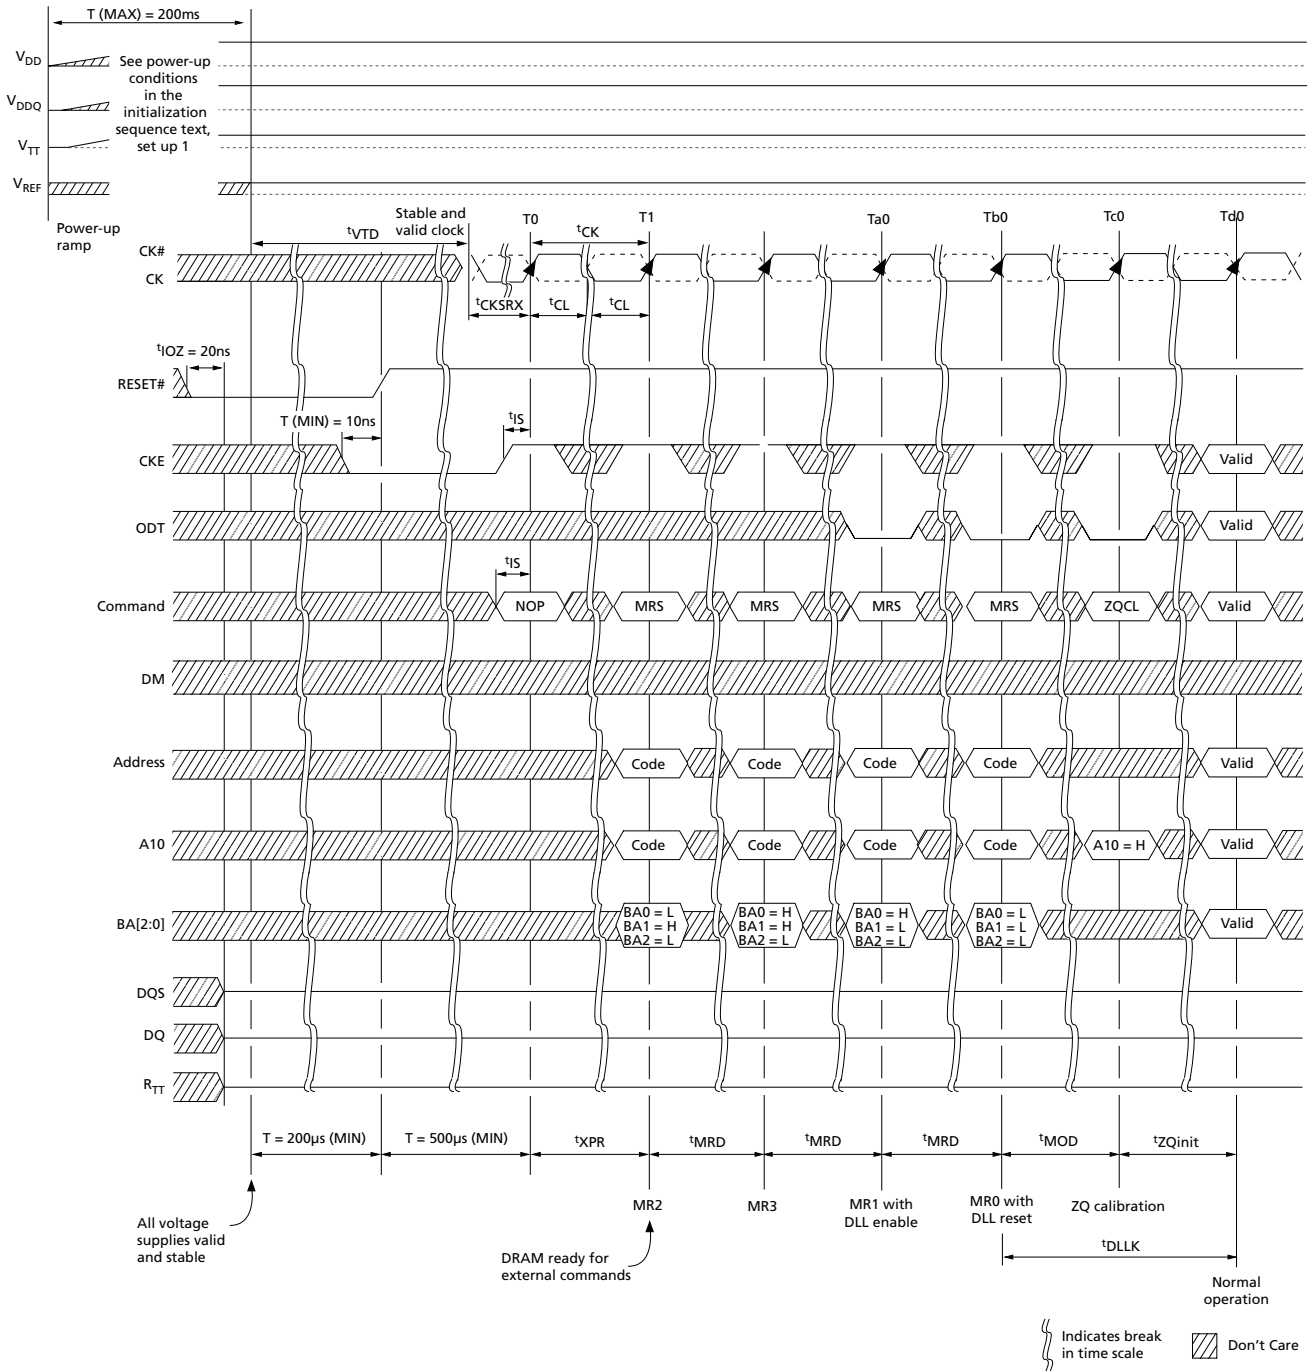 T (MAX) = 200ms
VDD
See power-up
conditions
in the
initialization
sequence text,
set up 1
VDDQ
VTT
VREF
Power-up
ramp
tVTD
Stable and
valid clock
T0
T1
Ta0
Tb0
Tc0
Td0
tCK
CK#
CK
tCKSRX
tCL
tCL
tIOZ = 20ns
RESET#
T (MIN) = 10ns
tIS
CKE
Valid
ODT
Valid
tIS
Command
NOP
MRS
MRS
MRS
MRS
ZQCL
Valid
DM
Address
Code
Code
Code
Code
Valid
A10
Code
Code
Code
Code
A10 = H
Valid
BA[2:0]
BA0 = L
BA1 = H
BA2 = L
BA0 = H
BA1 = H
BA2 = L
BA0 = H
BA1 = L
BA2 = L
BA0 = L
BA1 = L
BA2 = L
Valid
DQS
DQ
RTT
T = 200µs (MIN)
T = 500µs (MIN)
tXPR
tMRD
tMRD
tMRD
tMOD
tZQinit
MR2
MR3
MR1 with
DLL enable
MR0 with
DLL reset
ZQ calibration
All voltage
supplies valid
and stable
DRAM ready for
external commands
tDLLK
Normal
operation
Indicates break
in time scale
Don't Care